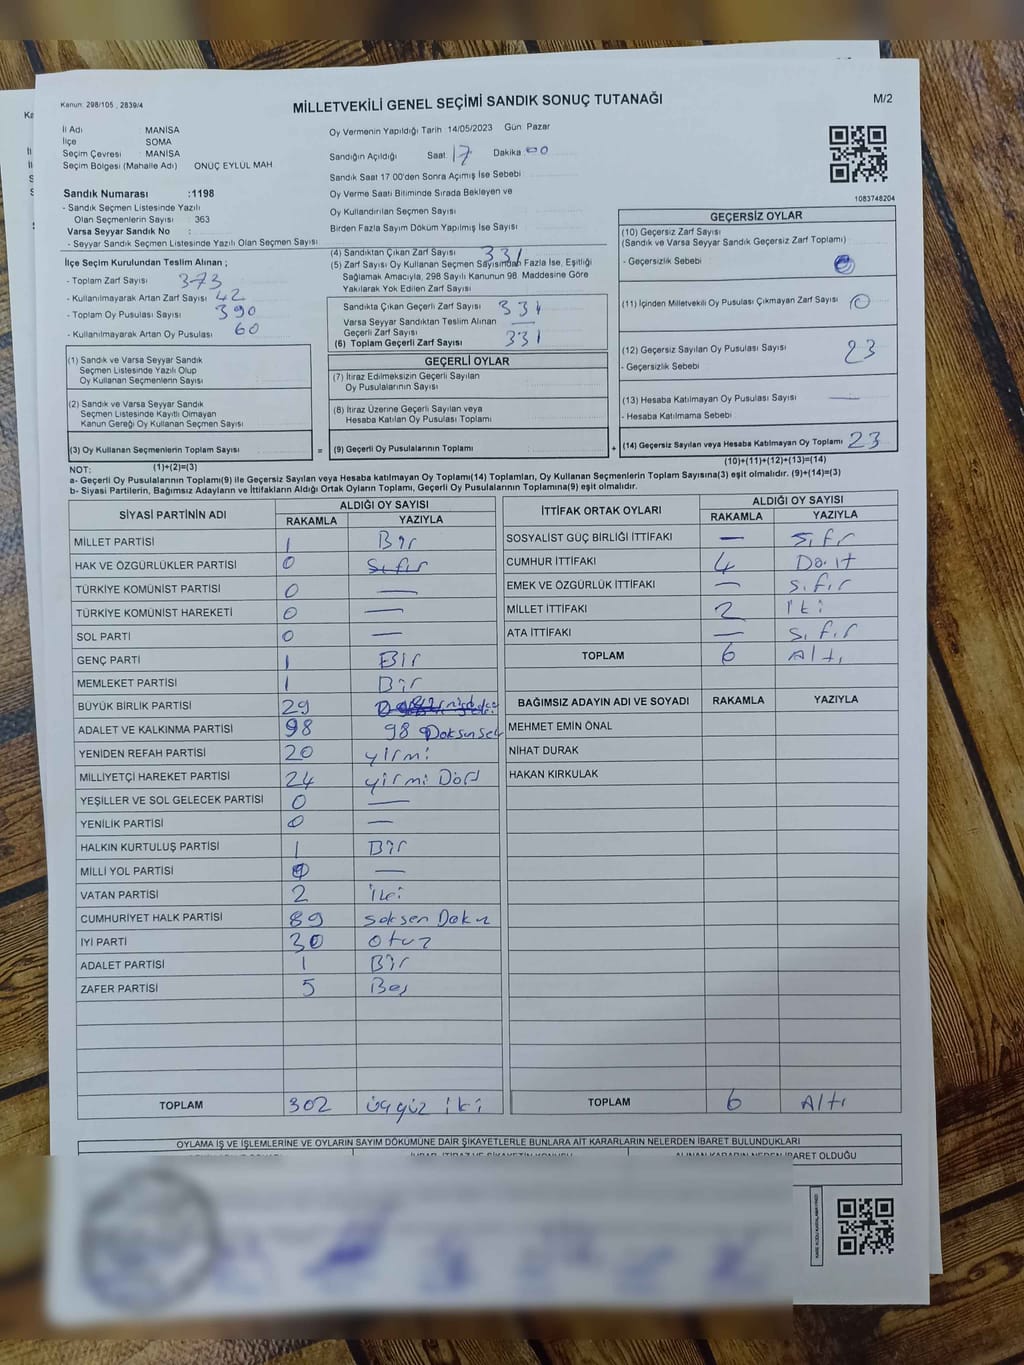 Kanun: 298/105 , 2839/4
MİLLETVEKİLİ GENEL SEÇİMİ SANDIK SONUÇ TUTANAĞI
M/2
İl Adı : MANİSA
İlçe : SOMA
Seçim Çevresi : MANİSA
Seçim Bölgesi (Mahalle Adı) : ONÜÇ EYLÜL MAH
Sandık Numarası :1198
- Sandık Seçmen Listesinde Yazılı
Olan Seçmenlerin Sayısı : 363
Varsa Seyyar Sandık No :
- Seyyar Sandık Seçmen Listesinde Yazılı Olan Seçmen Sayısı
Oy Vermenin Yapıldığı Tarih 14/05/2023 Gün Pazar
Sandığın Açıldığı Saat 17 Dakika 00
Sandık Saat 17 00'den Sonra Açımış İse Sebebi
Oy Verme Saati Bitiminde Sırada Bekleyen ve
Oy Kullandırılan Seçmen Sayısı
Birden Fazla Sayım Döküm Yapılmış İse Sayısı
1083748204
İlçe Seçim Kurulundan Teslim Alınan ;
- Toplam Zarf Sayısı 373
- Kullanılmayarak Artan Zarf Sayısı 42
- Toplam Oy Pusulası Sayısı 390
- Kullanılmayarak Artan Oy Pusulası 60
(1) Sandık ve Varsa Seyyar Sandık
Seçmen Listesinde Yazılı Olup
Oy Kullanan Seçmenlerin Sayısı
(2) Sandık ve Varsa Seyyar Sandık
Seçmen Listesinde Kayıtlı Olmayan
Kanun Gereği Oy Kullanan Seçmen Sayısı
(3) Oy Kullanan Seçmenlerin Toplam Sayısı
(1)+(2)=(3)
(4) Sandıktan Çıkan Zarf Sayısı 331
(5) Zarf Sayısı Oy Kullanan Seçmen Sayısından Fazla İse, Eşitliği
Sağlamak Amacıyla, 298 Sayılı Kanunun 98. Maddesine Göre
Yakılarak Yok Edilen Zarf Sayısı
Sandıkta Çıkan Geçerli Zarf Sayısı 331
Varsa Seyyar Sandıktan Teslim Alınan
Geçerli Zarf Sayısı —
(6) Toplam Geçerli Zarf Sayısı 331
GEÇERLİ OYLAR
(7) İtiraz Edilmeksizin Geçerli Sayılan
Oy Pusulalarının Sayısı
(8) İtiraz Üzerine Geçerli Sayılan veya
Hesaba Katılan Oy Pusulası Toplamı
= (9) Geçerli Oy Pusulalarının Toplamı +
GEÇERSİZ OYLAR
(10) Geçersiz Zarf Sayısı
(Sandık ve Varsa Seyyar Sandık Geçersiz Zarf Toplamı)
- Geçersizlik Sebebi
(11) İçinden Milletvekili Oy Pusulası Çıkmayan Zarf Sayısı 0
(12) Geçersiz Sayılan Oy Pusulası Sayısı 23
- Geçersizlik Sebebi
(13) Hesaba Katılmayan Oy Pusulası Sayısı —
- Hesaba Katılmama Sebebi
(14) Geçersiz Sayılan veya Hesaba Katılmayan Oy Toplamı 23
(10)+(11)+(12)+(13)=(14)
NOT:
a- Geçerli Oy Pusulalarının Toplamı(9) ile Geçersiz Sayılan veya Hesaba katılmayan Oy Toplamı(14) Toplamları, Oy Kullanan Seçmenlerin Toplam Sayısına(3) eşit olmalıdır. (9)+(14)=(3)
b- Siyasi Partilerin, Bağımsız Adayların ve İttifakların Aldığı Oy Ortak Oyların Toplamı, Geçerli Oy Pusulalarının Toplamına(9) eşit olmalıdır.
SİYASİ PARTİNİN ADI ALDIĞI OY SAYISI
RAKAMLA YAZIYLA
MİLLET PARTİSİ 1 Bir
HAK VE ÖZGÜRLÜKLER PARTİSİ 0 Sıfır
TÜRKİYE KOMÜNİST PARTİSİ 0 —
TÜRKİYE KOMÜNİST HAREKETİ 0 —
SOL PARTİ 0 —
GENÇ PARTİ 1 Bir
MEMLEKET PARTİSİ 1 Bir
BÜYÜK BİRLİK PARTİSİ 29
ADALET VE KALKINMA PARTİSİ 98 98 Doksan sek
YENİDEN REFAH PARTİSİ 20 yirmi
MİLLİYETÇİ HAREKET PARTİSİ 24 yirmi Dört
YEŞİLLER VE SOL GELECEK PARTİSİ 0 —
YENİLİK PARTİSİ 0 —
HALKIN KURTULUŞ PARTİSİ 1 Bir
MİLLİ YOL PARTİSİ 0 —
VATAN PARTİSİ 2 iki
CUMHURİYET HALK PARTİSİ 89 seksen Dokuz
İYİ PARTİ 30 otuz
ADALET PARTİSİ 1 Bir
ZAFER PARTİSİ 5 Beş
TOPLAM 302 üçyüz iki
İTTİFAK ORTAK OYLARI ALDIĞI OY SAYISI
RAKAMLA YAZIYLA
SOSYALİST GÜÇ BİRLİĞİ İTTİFAKI — Sıfır
CUMHUR İTTİFAKI 4 Dört
EMEK VE ÖZGÜRLÜK İTTİFAKI — Sıfır
MİLLET İTTİFAKI 2 iki
ATA İTTİFAKI — Sıfır
TOPLAM 6 Altı
BAĞIMSIZ ADAYIN ADI VE SOYADI RAKAMLA YAZIYLA
MEHMET EMİN ÖNAL
NİHAT DURAK
HAKAN KIRKULAK
TOPLAM 6 Altı
OYLAMA İŞ VE İŞLEMLERİNE VE OYLARIN SAYIM DÖKÜMÜNE DAİR ŞİKAYETLERLE BUNLARA AİT KARARLARIN NELERDEN İBARET BULUNDUKLARI